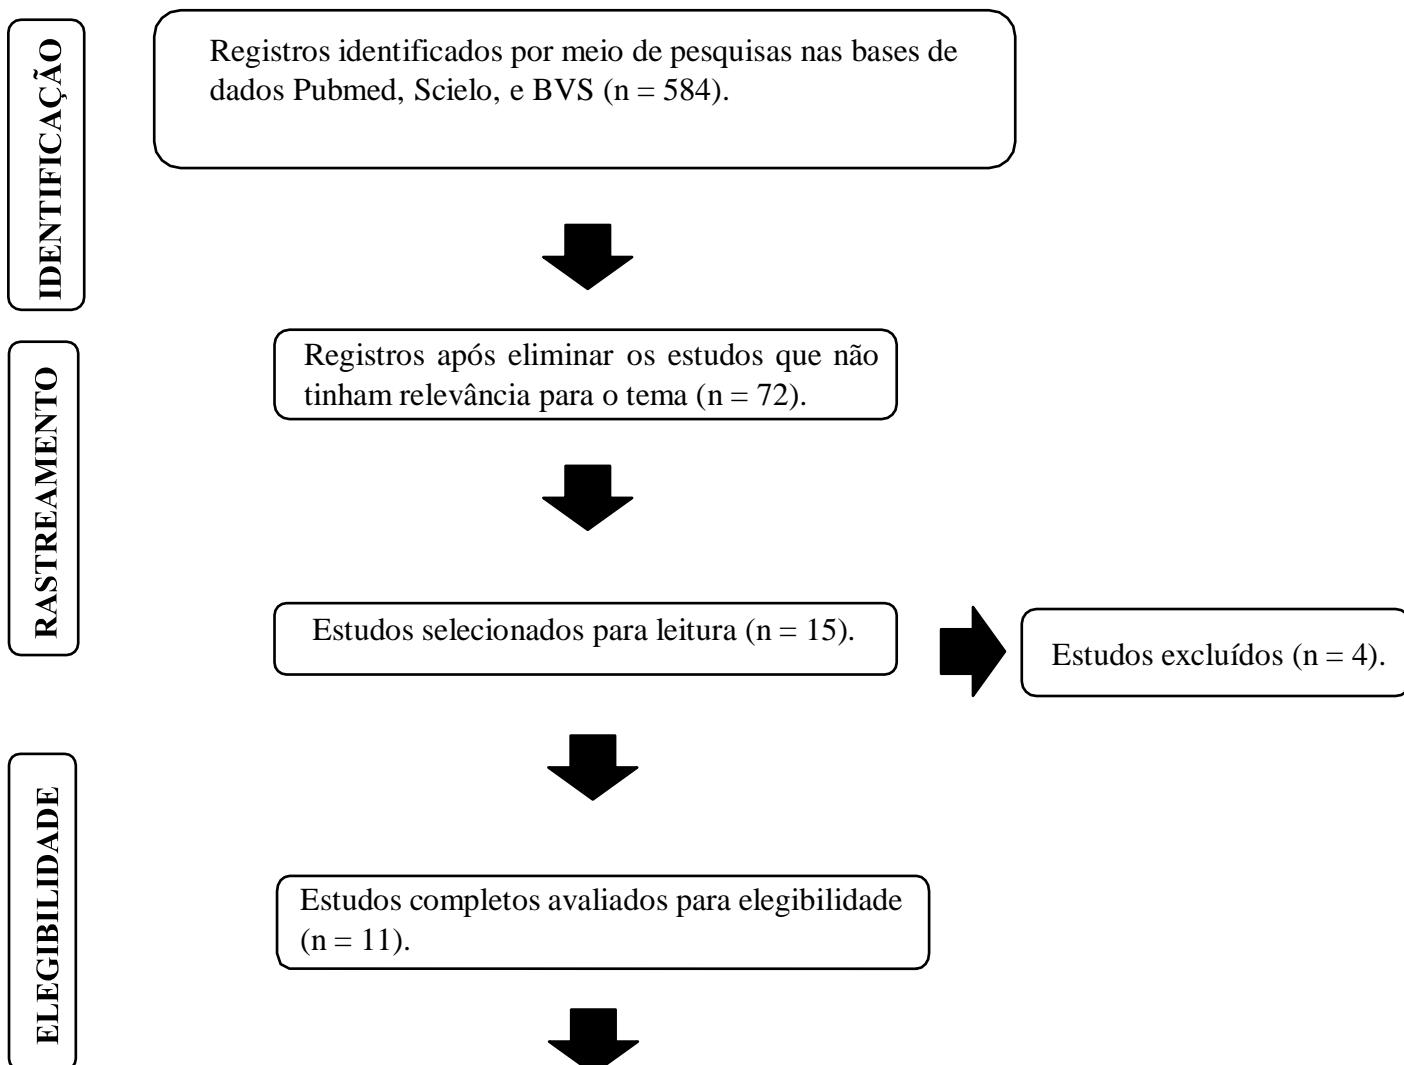 IDENTIFICAÇÃO
Registros identificados por meio de pesquisas nas bases de
dados Pubmed, Scielo, e BVS (n = 584).
RASTREAMENTO
Registros após eliminar os estudos que não
tinham relevância para o tema (n = 72).
Estudos selecionados para leitura (n = 15).
Estudos excluídos (n = 4).
ELEGIBILIDADE
Estudos completos avaliados para elegibilidade
(n = 11).